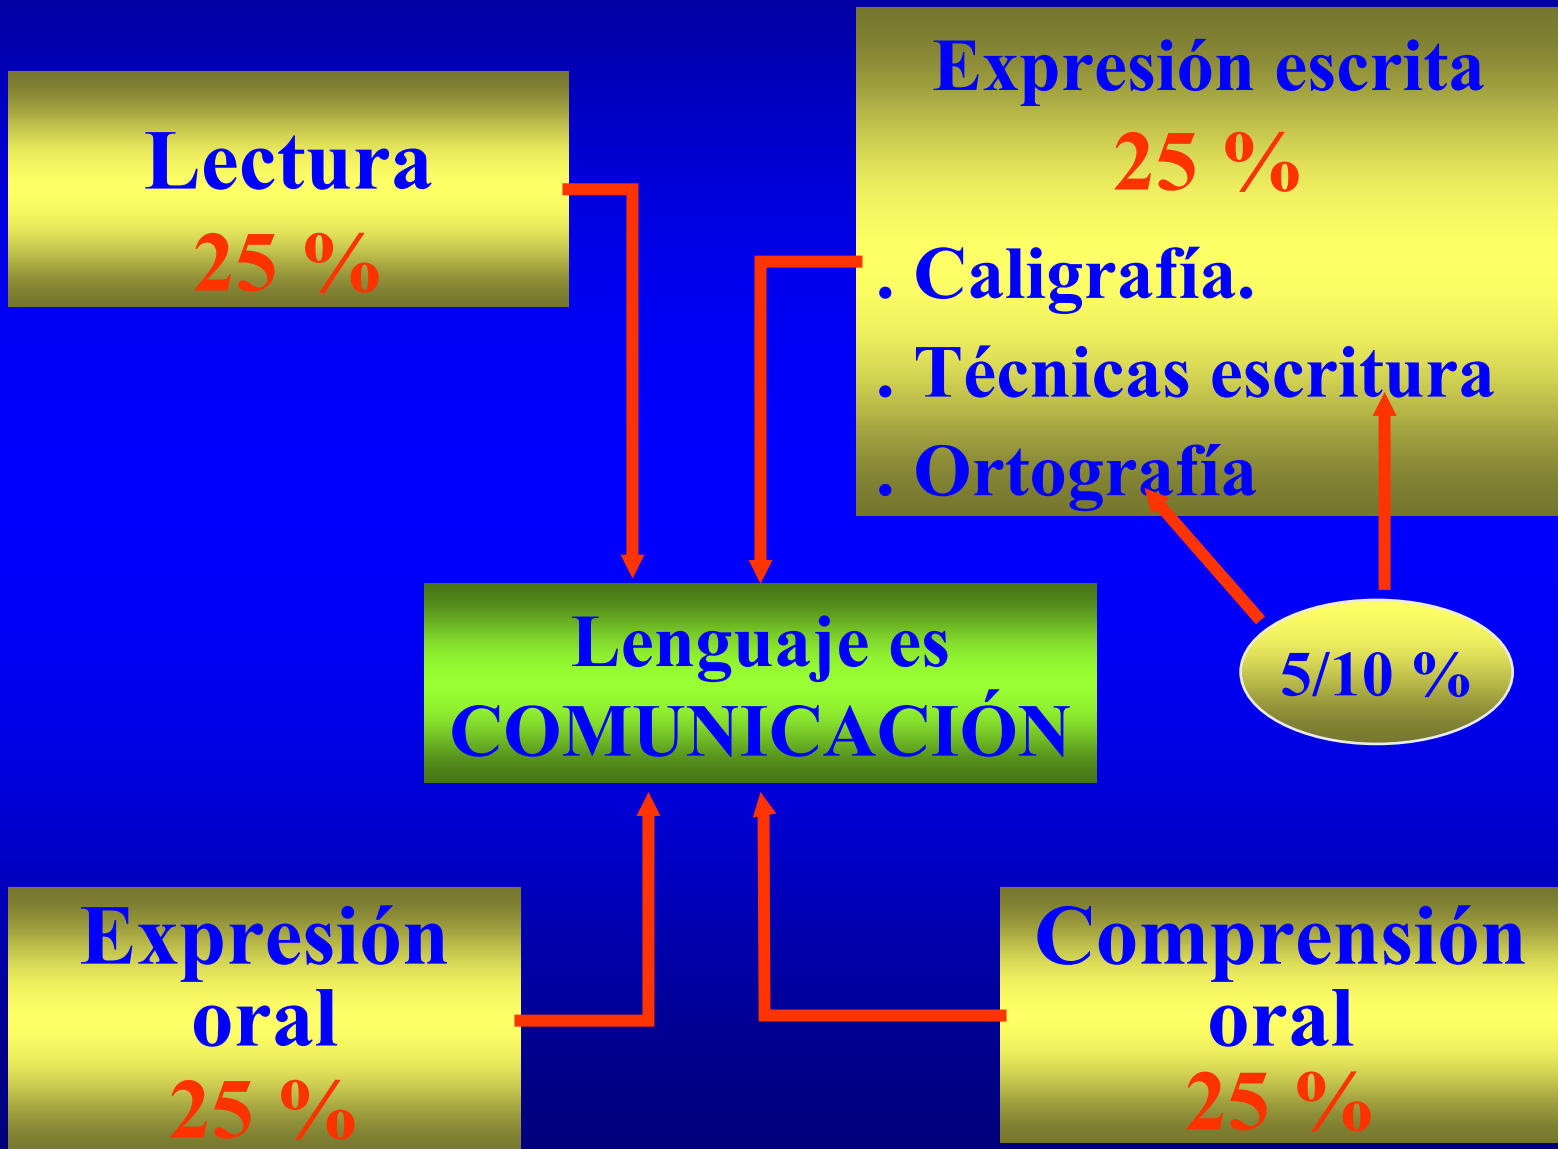 Lectura
25 %
Expresión escrita
25 %
. Caligrafía.
. Técnicas escritura
. Ortografía
5/10 %
Lenguaje es
COMUNICACIÓN
Expresión
oral
25 %
Comprensión
oral
25 %